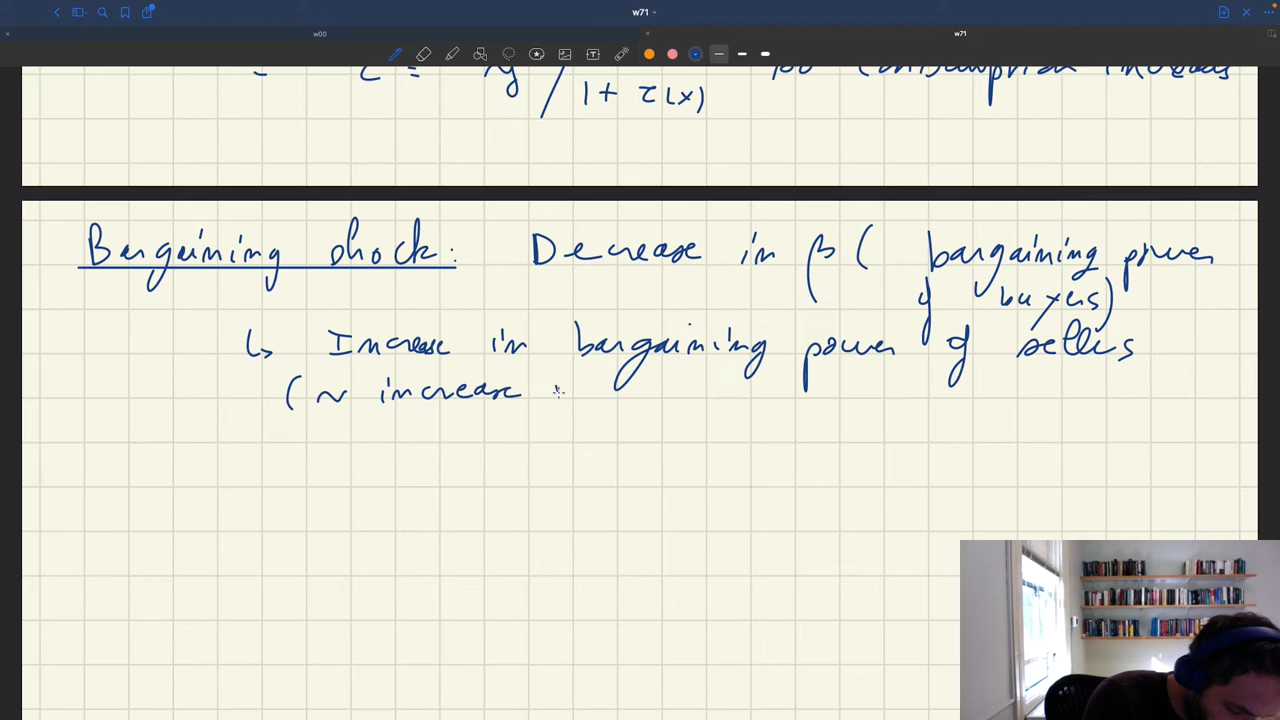 w71
w00
w71
1 + τ(x)
Bargaining shock: Decrease in β ( bargaining power
of buyers)
↳ Increase in bargaining power of sellers
(~ increase